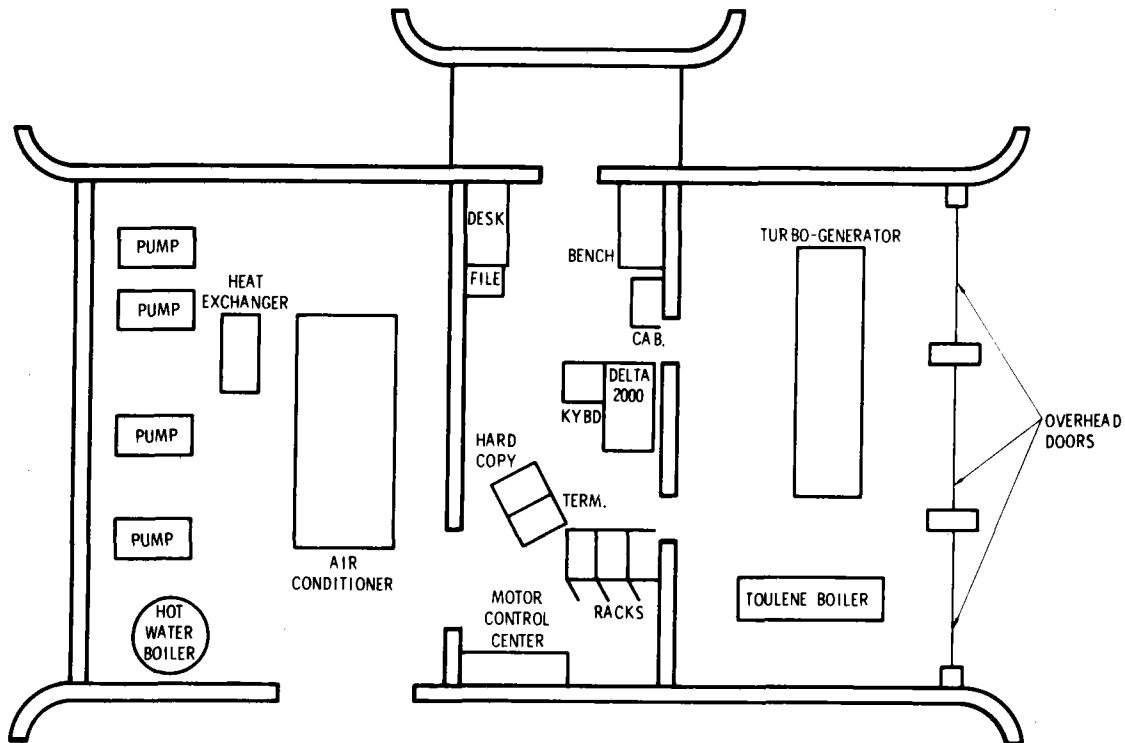 PUMP
HEAT
EXCHANGER
PUMP
PUMP
PUMP
HOT
WATER
BOILER
AIR
CONDITIONER
DESK
FILE
BENCH
CAB.
DELTA
2000
KYBD
HARD
COPY
TERM.
RACKS
MOTOR
CONTROL
CENTER
TURBO-GENERATOR
TOULENE BOILER
OVERHEAD
DOORS